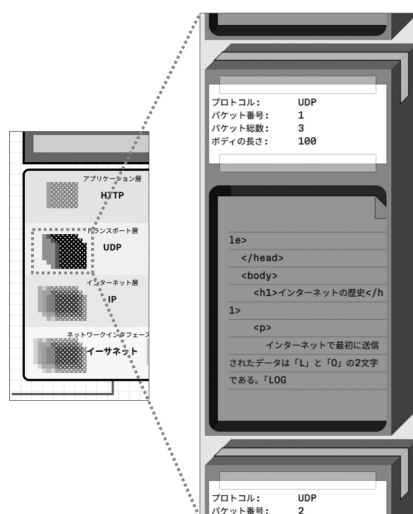 アプリケーション層
HTTP
トランスポート層
UDP
インターネット層
IP
ネットワークインタフェース
イーサネット
プロトコル: UDP
パケット番号: 1
パケット総数: 3
ボディの長さ: 100
le>
</head>
<body>
<h1>インターネットの歴史</h
1>
<p>
インターネットで最初に送信
されたデータは「L」と「O」の2文字
である。「LOG
プロトコル: UDP
パケット番号: 2